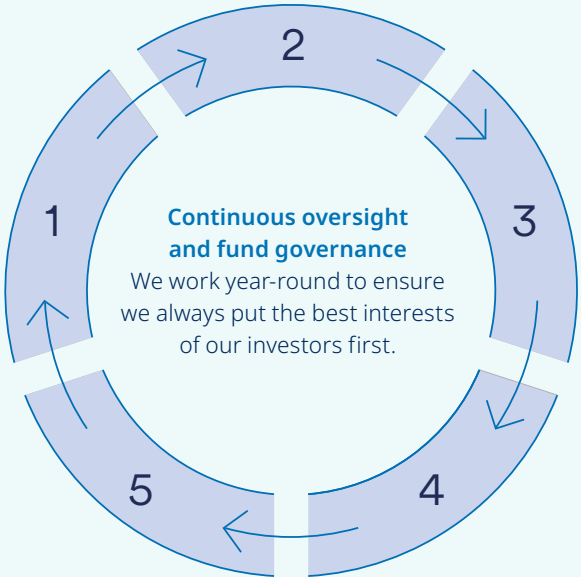 2
1
3
Continuous oversight
and fund governance
We work year-round to ensure
we always put the best interests
of our investors first.
5
4